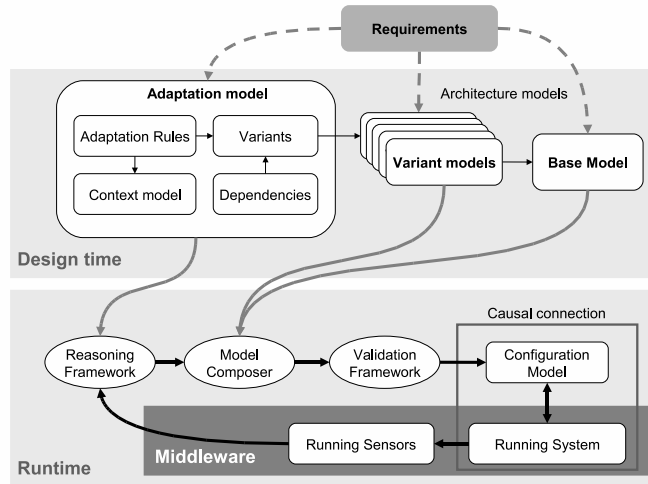 Requirements
Adaptation model
Architecture models
Adaptation Rules
Variants
Variant models
Base Model
Context model
Dependencies
Design time
Causal connection
Reasoning
Framework
Model
Composer
Validation
Framework
Configuration
Model
Running Sensors
Running System
Middleware
Runtime